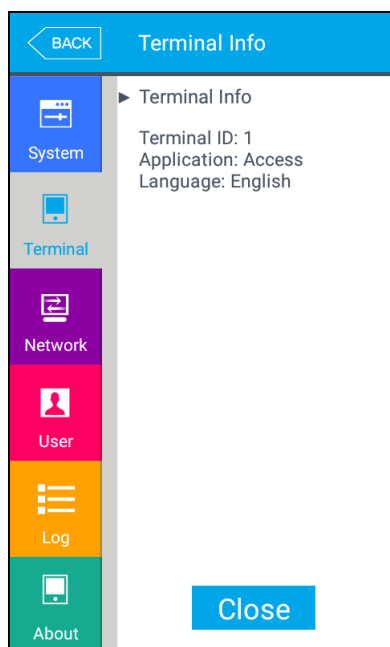 BACK
Terminal Info
► Terminal Info
Terminal ID: 1
Application: Access
Language: English
System
Terminal
Network
User
Log
About
Close